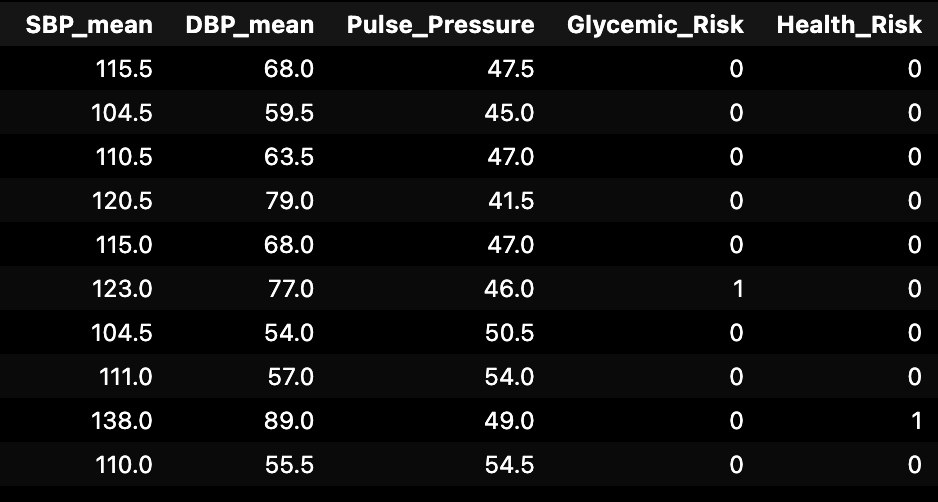 SBP_mean DBP_mean Pulse_Pressure Glycemic_Risk Health_Risk
115.5 68.0 47.5 0 0
104.5 59.5 45.0 0 0
110.5 63.5 47.0 0 0
120.5 79.0 41.5 0 0
115.0 68.0 47.0 0 0
123.0 77.0 46.0 1 0
104.5 54.0 50.5 0 0
111.0 57.0 54.0 0 0
138.0 89.0 49.0 0 1
110.0 55.5 54.5 0 0